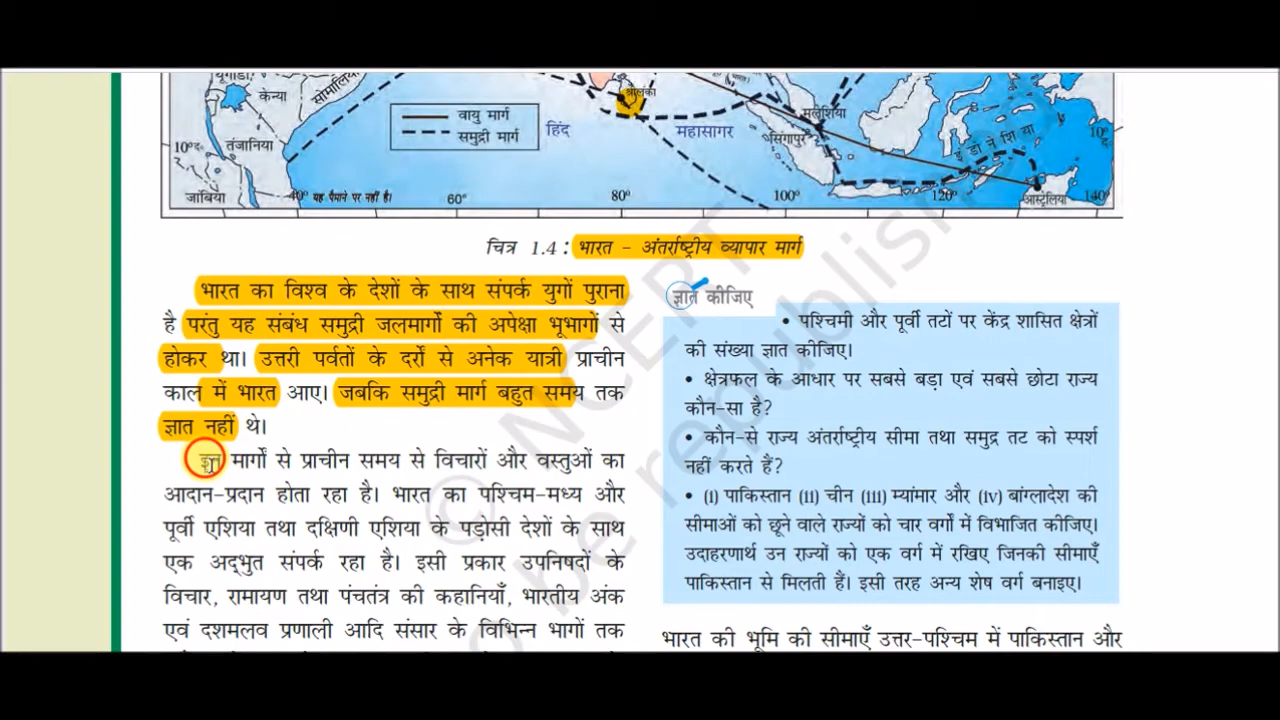 युगांडा
केन्या
सोमालिया
श्रीलंका
वायु मार्ग
समुद्री मार्ग
हिंद
महासागर
मलेशिया
सिंगापुर
इंडोनेशिया
10°द.
तंजानिया
10°
जांबिया
40°
यह पैमाने पर नहीं है।
60°
80°
100°
120°
आस्ट्रेलिया
140°
चित्र 1.4 : भारत – अंतर्राष्ट्रीय व्यापार मार्ग
भारत का विश्व के देशों के साथ संपर्क युगों पुराना
है परंतु यह संबंध समुद्री जलमार्गों की अपेक्षा भूभागों से
होकर था। उत्तरी पर्वतों के दर्रों से अनेक यात्री प्राचीन
काल में भारत आए। जबकि समुद्री मार्ग बहुत समय तक
ज्ञात नहीं थे।
इन मार्गों से प्राचीन समय से विचारों और वस्तुओं का
आदान-प्रदान होता रहा है। भारत का पश्चिम-मध्य और
पूर्वी एशिया तथा दक्षिणी एशिया के पड़ोसी देशों के साथ
एक अद्भुत संपर्क रहा है। इसी प्रकार उपनिषदों के
विचार, रामायण तथा पंचतंत्र की कहानियाँ, भारतीय अंक
एवं दशमलव प्रणाली आदि संसार के विभिन्न भागों तक
ज्ञात कीजिए
• पश्चिमी और पूर्वी तटों पर केंद्र शासित क्षेत्रों
की संख्या ज्ञात कीजिए।
• क्षेत्रफल के आधार पर सबसे बड़ा एवं सबसे छोटा राज्य
कौन-सा है?
• कौन-से राज्य अंतर्राष्ट्रीय सीमा तथा समुद्र तट को स्पर्श
नहीं करते हैं?
• (i) पाकिस्तान (ii) चीन (iii) म्यांमार और (iv) बांग्लादेश की
सीमाओं को छूने वाले राज्यों को चार वर्गों में विभाजित कीजिए।
उदाहरणार्थ उन राज्यों को एक वर्ग में रखिए जिनकी सीमाएँ
पाकिस्तान से मिलती हैं। इसी तरह अन्य शेष वर्ग बनाइए।
भारत की भूमि की सीमाएँ उत्तर-पश्चिम में पाकिस्तान और
© NCERT
o be republish